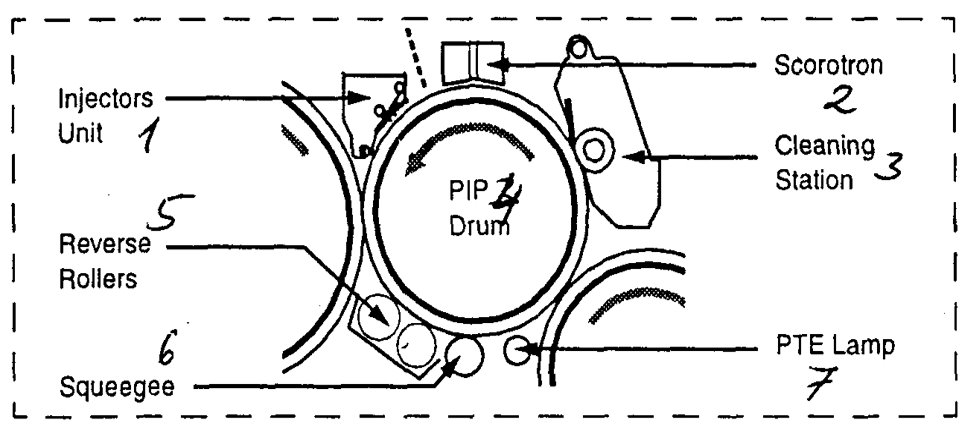 Injectors
Unit 1
Scorotron
2
Cleaning
Station 3
PIP 4
Drum
5
Reverse
Rollers
6
Squeegee
PTE Lamp
7